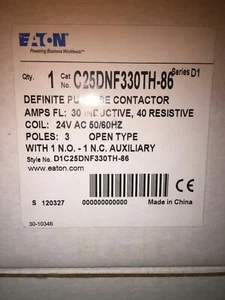 EATON
Powering Business Worldwide
Qty. 1 Cat No. C25DNF330TH-86 Series D1
DEFINITE PURPOSE CONTACTOR
AMPS FL: 30 INDUCTIVE, 40 RESISTIVE
COIL: 24V AC 50/60HZ
POLES: 3 OPEN TYPE
WITH 1 N.O. - 1 N.C. AUXILIARY
Style No. D1C25DNF330TH-86
www.eaton.com
Made in China
S 120327 000000000000
30-10346